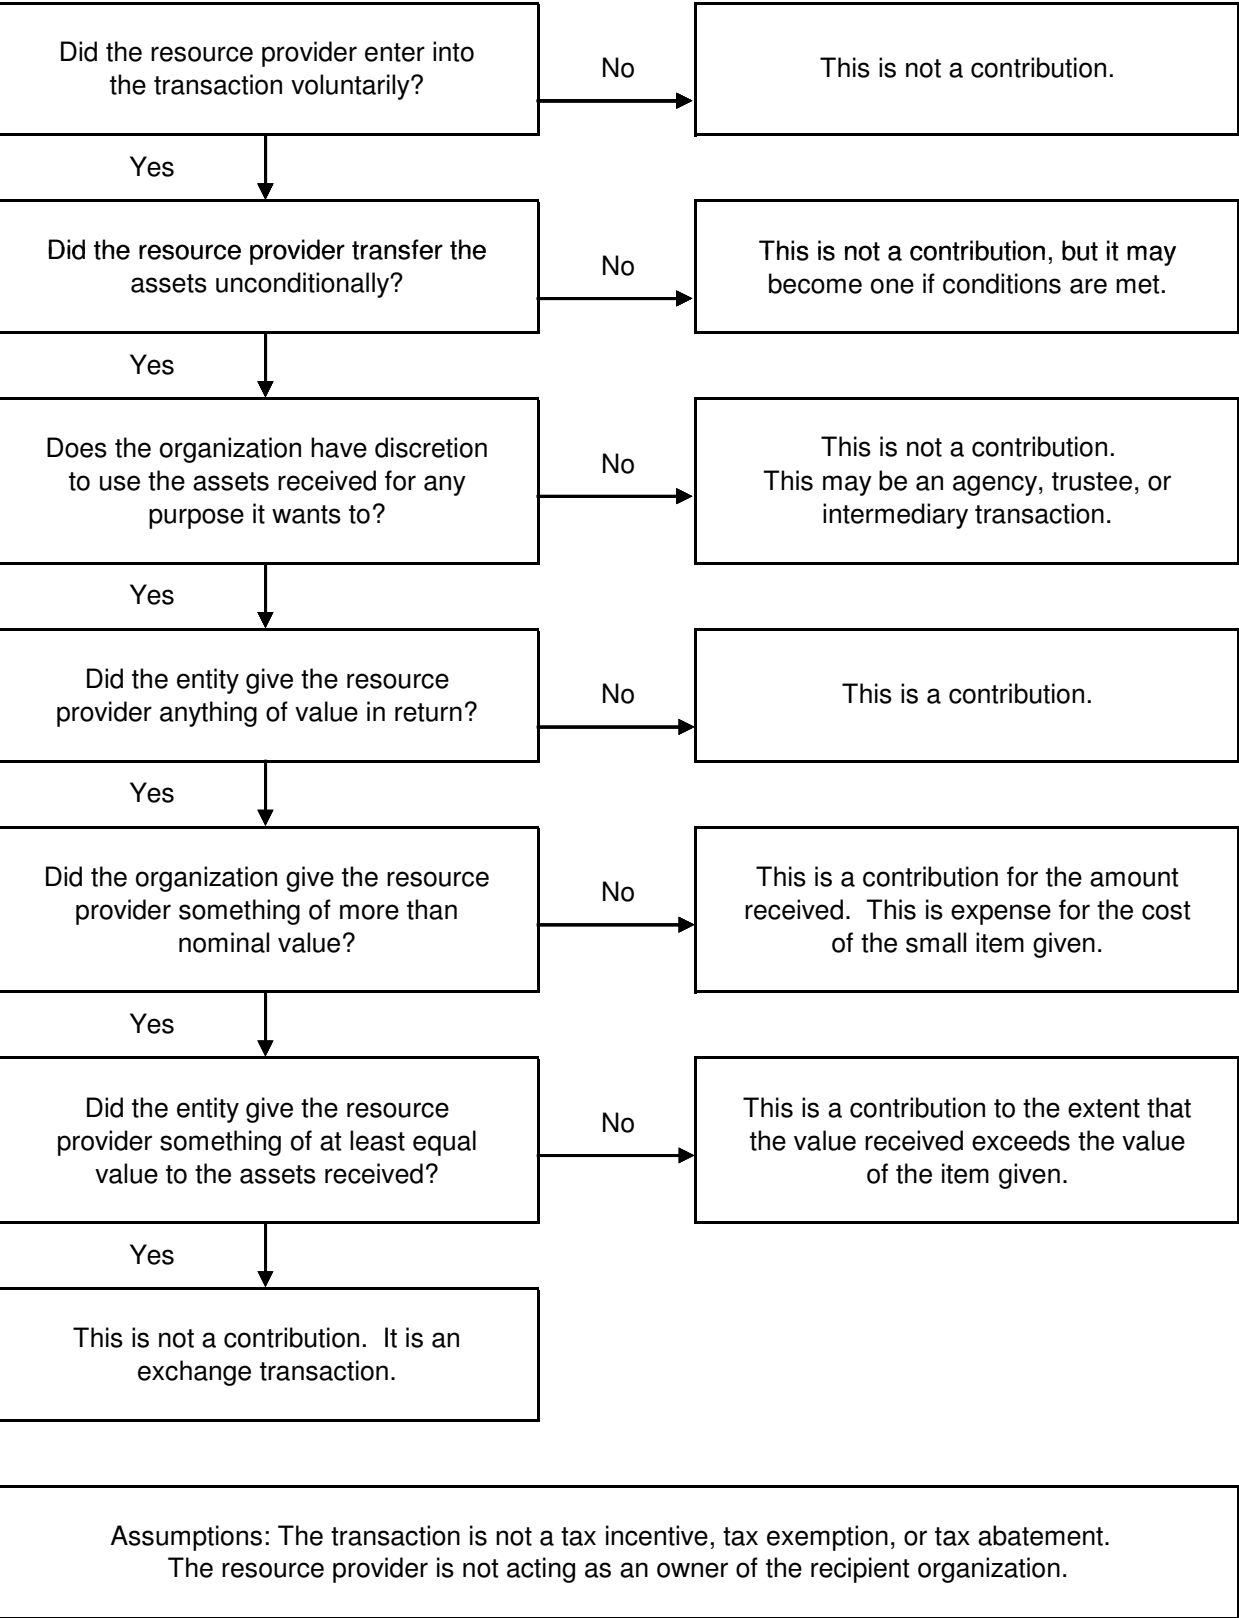 Did the resource provider enter into
the transaction voluntarily?
No
This is not a contribution.
Yes
Did the resource provider transfer the
assets unconditionally?
No
This is not a contribution, but it may
become one if conditions are met.
Yes
Does the organization have discretion
to use the assets received for any
purpose it wants to?
No
This is not a contribution.
This may be an agency, trustee, or
intermediary transaction.
Yes
Did the entity give the resource
provider anything of value in return?
No
This is a contribution.
Yes
Did the organization give the resource
provider something of more than
nominal value?
No
This is a contribution for the amount
received.  This is expense for the cost
of the small item given.
Yes
Did the entity give the resource
provider something of at least equal
value to the assets received?
No
This is a contribution to the extent that
the value received exceeds the value
of the item given.
Yes
This is not a contribution.  It is an
exchange transaction.
Assumptions: The transaction is not a tax incentive, tax exemption, or tax abatement.
The resource provider is not acting as an owner of the recipient organization.